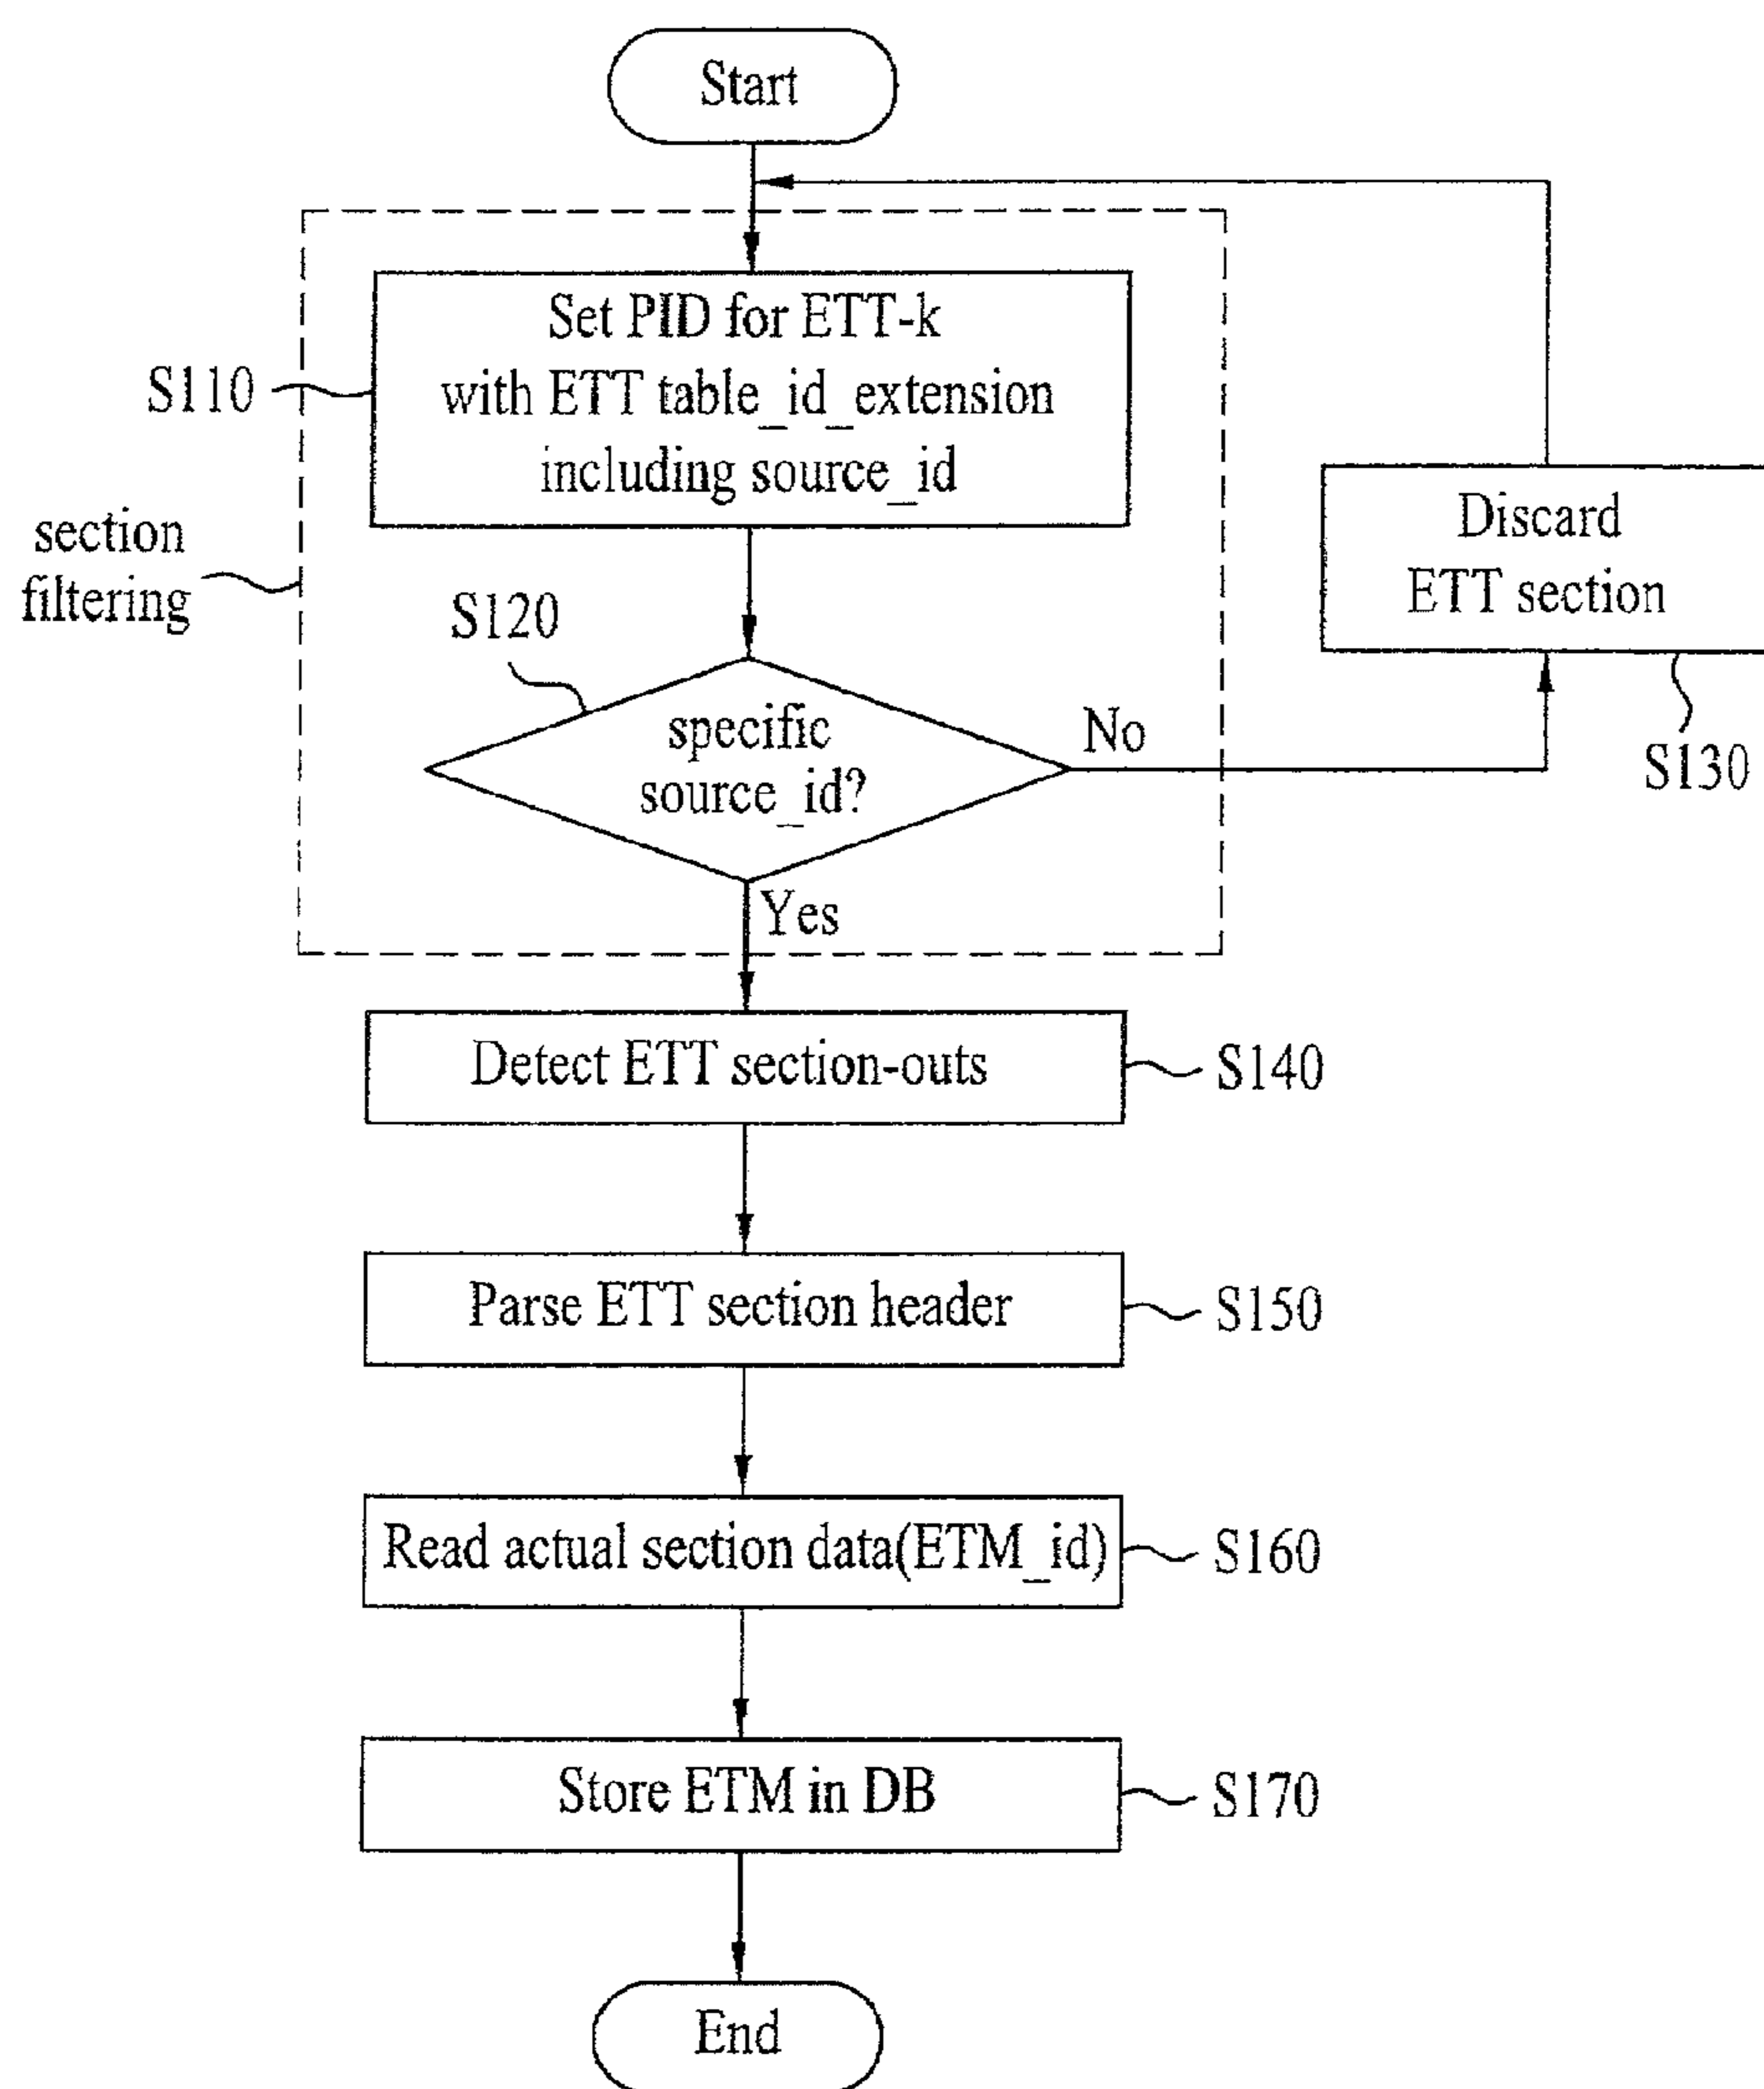 Start
Set PID for ETT-k
with ETT table_id_extension
including source_id
S110
section
filtering
Discard
ETT section
S130
S120
specific
source_id?
No
Yes
Detect ETT section-outs
S140
Parse ETT section header
S150
Read actual section data(ETM_id)
S160
Store ETM in DB
S170
End